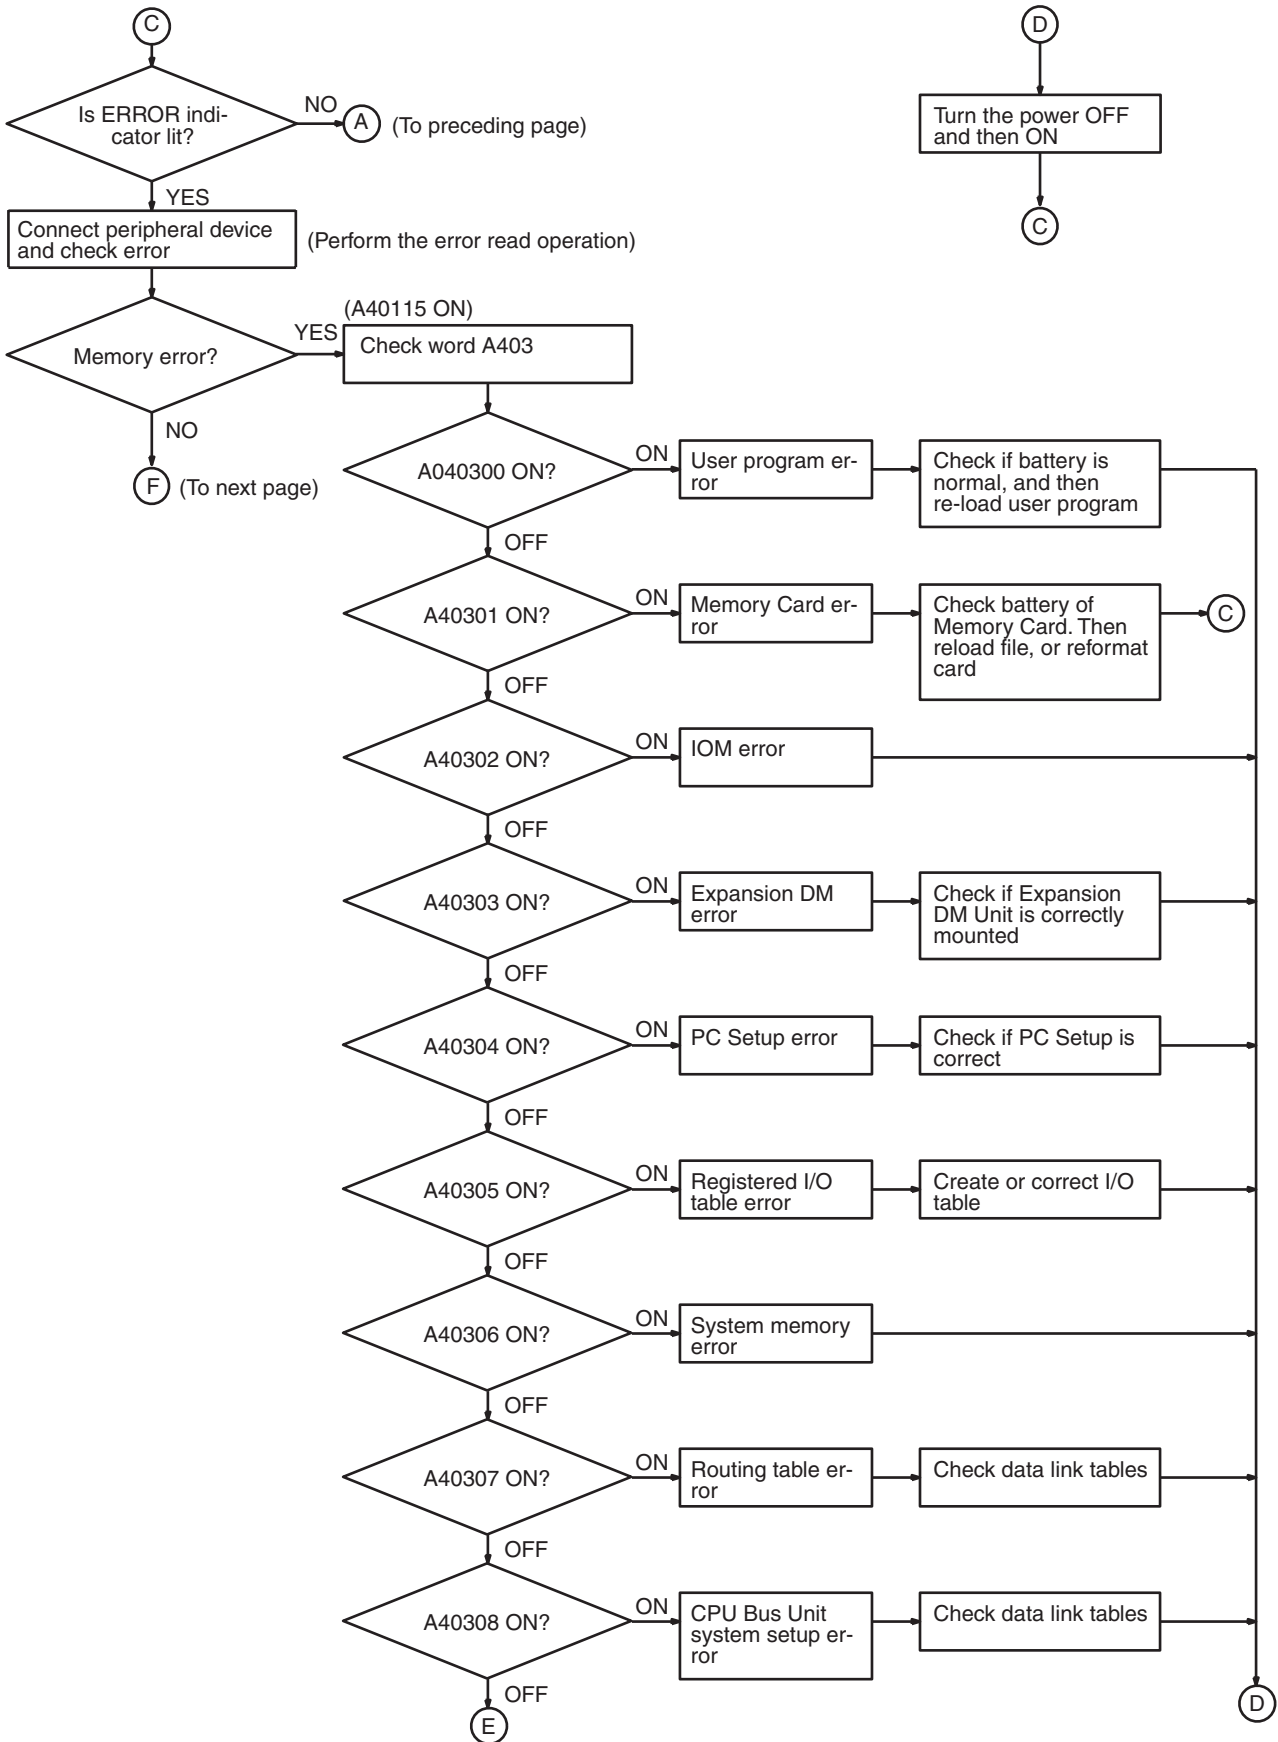 C
D
Is ERROR indi-
cator lit?
NO
A
(To preceding page)
Turn the power OFF
and then ON
YES
C
Connect peripheral device
and check error
(Perform the error read operation)
(A40115 ON)
Memory error?
YES
Check word A403
NO
F
(To next page)
A040300 ON?
ON
User program er-
ror
Check if battery is
normal, and then
re-load user program
OFF
A40301 ON?
ON
Memory Card er-
ror
Check battery of
Memory Card. Then
reload file, or reformat
card
C
OFF
A40302 ON?
ON
IOM error
OFF
A40303 ON?
ON
Expansion DM
error
Check if Expansion
DM Unit is correctly
mounted
OFF
A40304 ON?
ON
PC Setup error
Check if PC Setup is
correct
OFF
A40305 ON?
ON
Registered I/O
table error
Create or correct I/O
table
OFF
A40306 ON?
ON
System memory
error
OFF
A40307 ON?
ON
Routing table er-
ror
Check data link tables
OFF
A40308 ON?
ON
CPU Bus Unit
system setup er-
ror
Check data link tables
OFF
E
D